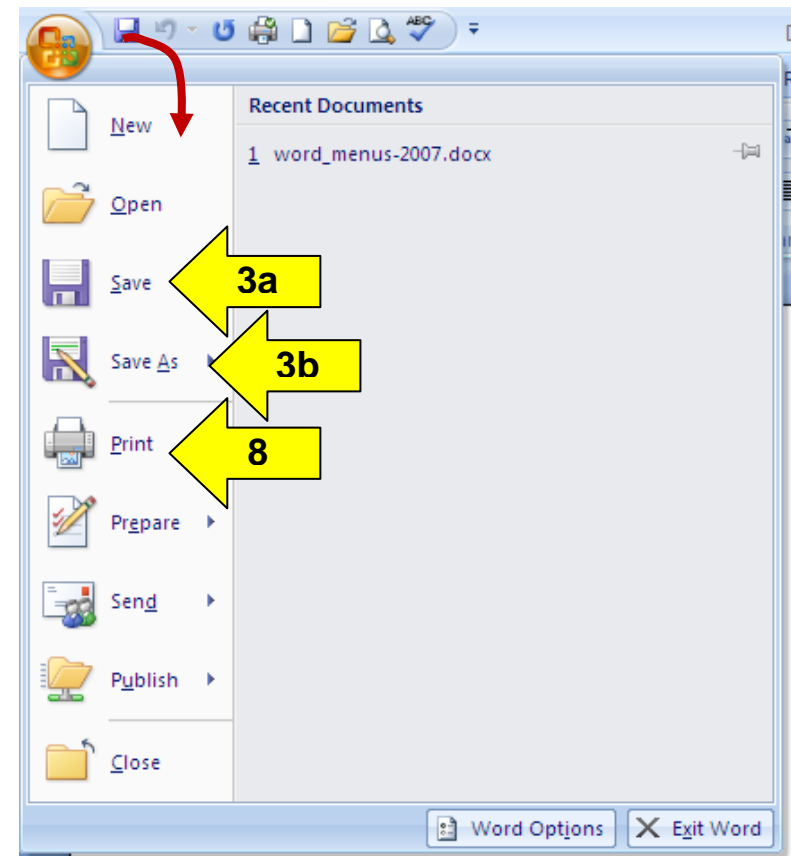 ABC
New
Recent Documents
1 word_menus-2007.docx
Open
Save
3a
Save As
3b
Print
8
Prepare
Send
Publish
Close
Word Options
Exit Word